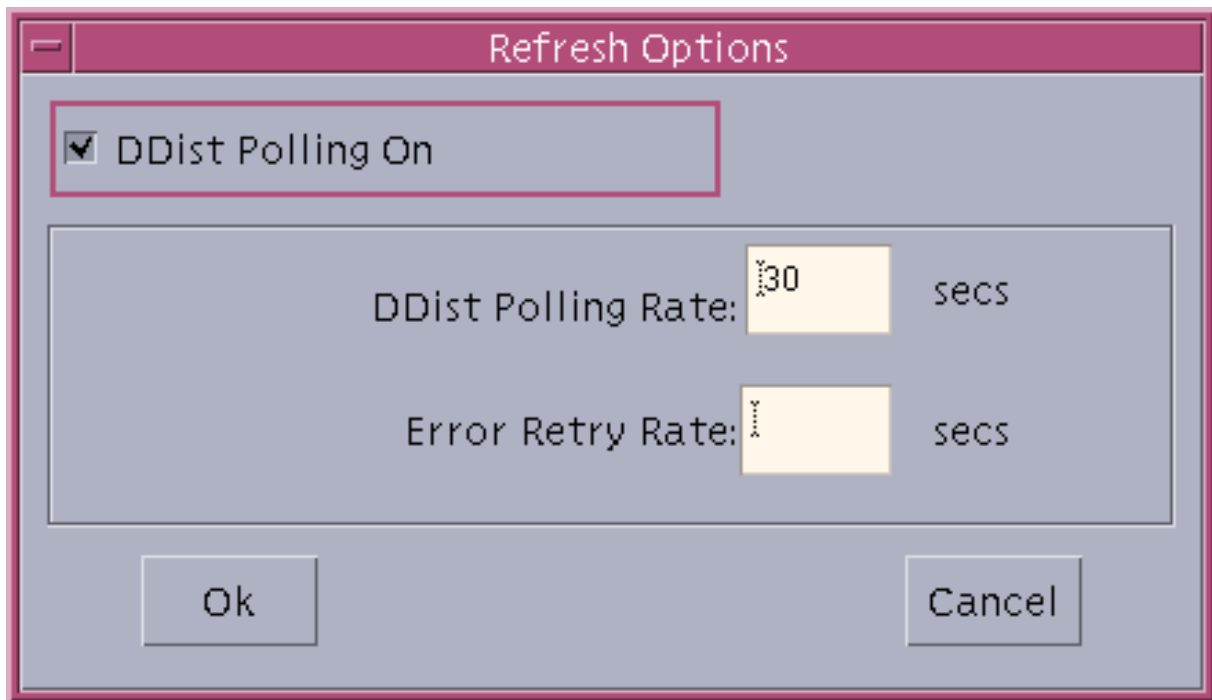 Refresh Options
DDist Polling On
DDist Polling Rate: 30 secs
Error Retry Rate: secs
Ok Cancel